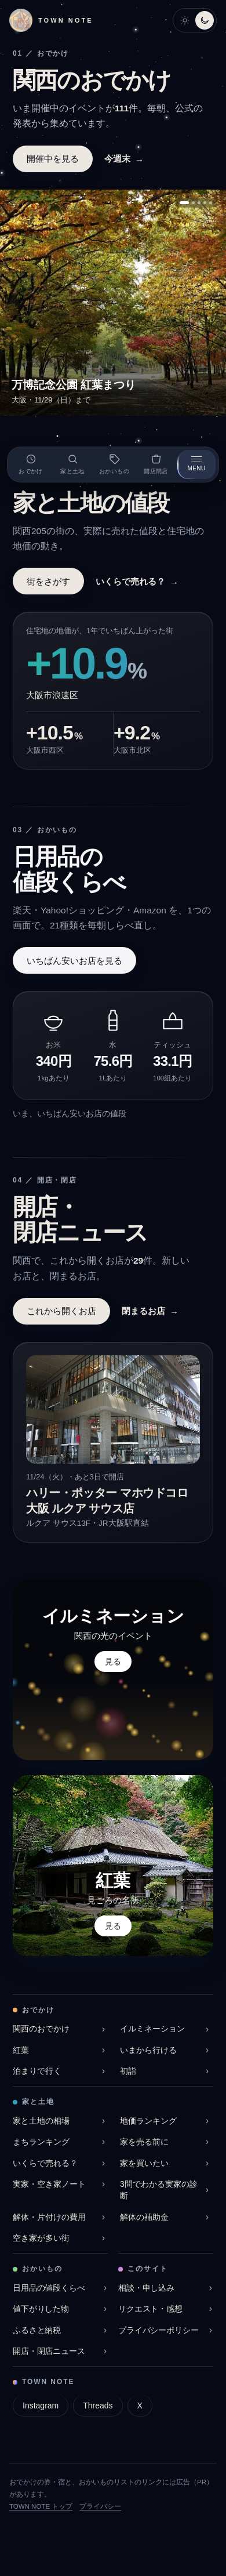 TOWN NOTE
01 ／ おでかけ
関西のおでかけ
いま開催中のイベントが111件。毎朝、公式の
発表から集めています。
開催中を見る
今週末 →
万博記念公園 紅葉まつり
大阪・11/29（日）まで
おでかけ
家と土地
おかいもの
開店閉店
MENU
家と土地の値段
関西205の街の、実際に売れた値段と住宅地の
地価の動き。
街をさがす
いくらで売れる？ →
住宅地の地価が、1年でいちばん上がった街
+10.9%
大阪市浪速区
+10.5%
大阪市西区
+9.2%
大阪市北区
03 ／ おかいもの
日用品の
値段くらべ
楽天・Yahoo!ショッピング・Amazon を、1つの
画面で。21種類を毎朝しらべ直し。
いちばん安いお店を見る
お米
340円
1kgあたり
水
75.6円
1Lあたり
ティッシュ
33.1円
100組あたり
いま、いちばん安いお店の値段
04 ／ 開店・閉店
開店・
閉店ニュース
関西で、これから開くお店が29件。新しい
お店と、閉まるお店。
これから開くお店
閉まるお店 →
11/24（火）・あと3日で開店
ハリー・ポッター マホウドコロ
大阪 ルクア サウス店
ルクア サウス13F・JR大阪駅直結
イルミネーション
関西の光のイベント
見る
紅葉
見ごろの名所
見る
おでかけ
関西のおでかけ ›
イルミネーション ›
紅葉 ›
いまから行ける ›
泊まりで行く ›
初詣 ›
家と土地
家と土地の相場 ›
地価ランキング ›
まちランキング ›
家を売る前に ›
いくらで売れる？ ›
家を買いたい ›
実家・空き家ノート ›
3問でわかる実家の診
断 ›
解体・片付けの費用 ›
解体の補助金 ›
空き家が多い街 ›
おかいもの
日用品の値段くらべ ›
値下がりした物 ›
ふるさと納税 ›
開店・閉店ニュース ›
このサイト
相談・申し込み ›
リクエスト・感想 ›
プライバシーポリシー ›
TOWN NOTE
Instagram
Threads
X
おでかけの券・宿と、おかいものリストのリンクには広告（PR）
があります。
TOWN NOTE トップ
プライバシー